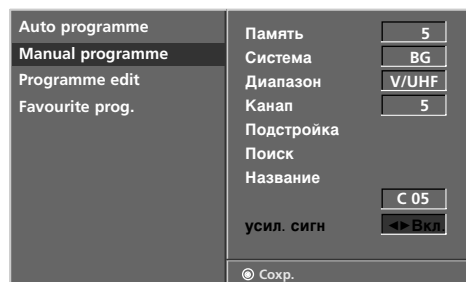 Auto programme
Manual programme
Programme edit
Favourite prog.
Память 5
Система BG
Диапазон V/UHF
Канап 5
Подстройка
Поиск
Название
C 05
усил. сигн ◄►Вкл.
Сохр.